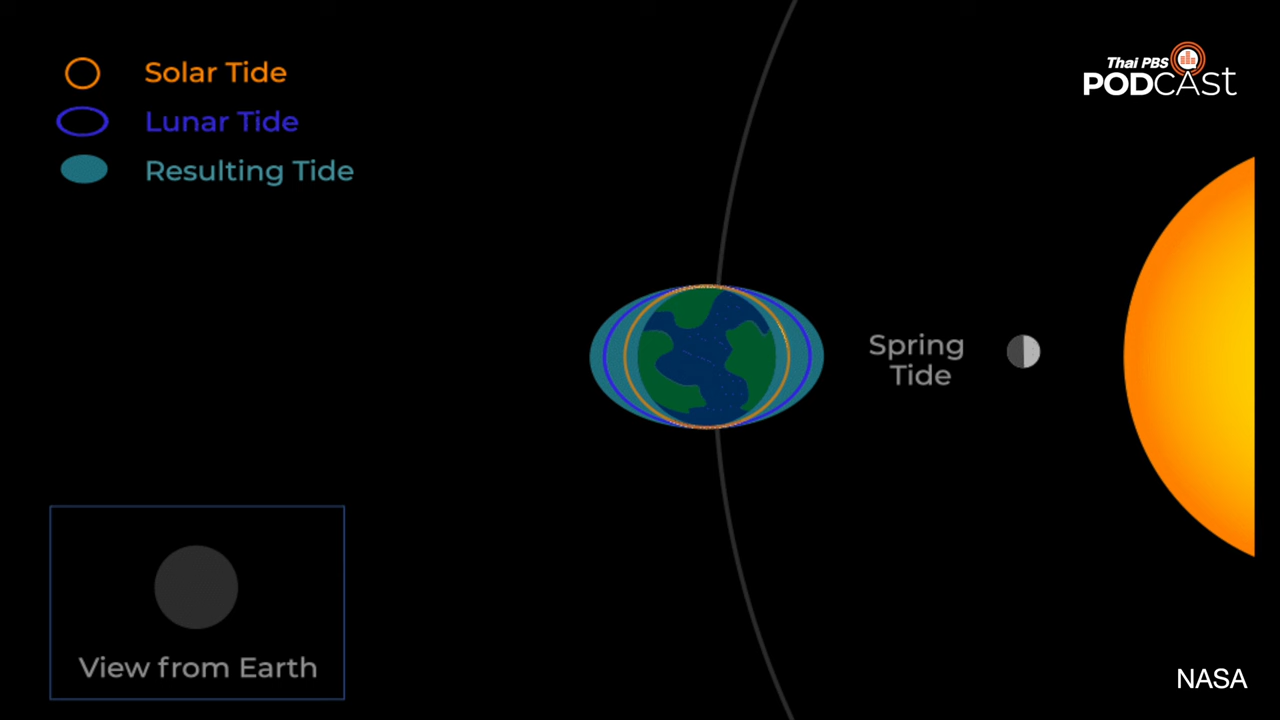 Solar Tide
Lunar Tide
Resulting Tide
Thai PBS
PODCASt
Spring
Tide
View from Earth
NASA